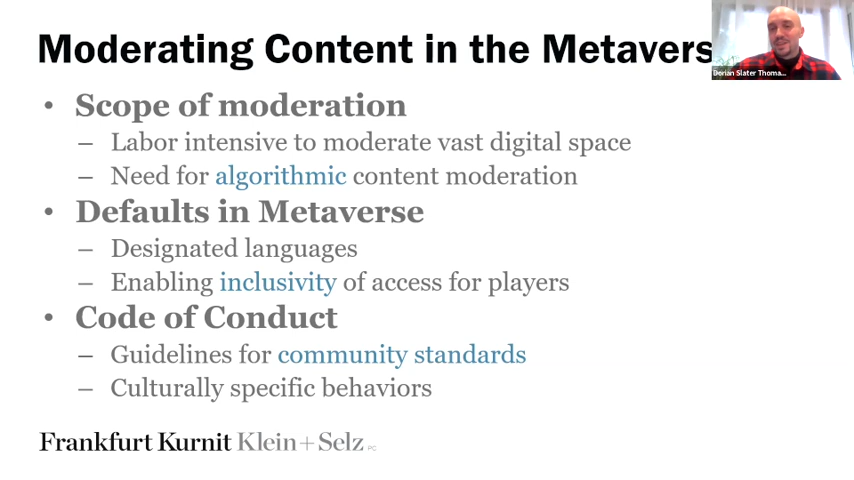 Moderating Content in the Metavers
Derian Slater Thoma...
• Scope of moderation
– Labor intensive to moderate vast digital space
– Need for algorithmic content moderation
• Defaults in Metaverse
– Designated languages
– Enabling inclusivity of access for players
• Code of Conduct
– Guidelines for community standards
– Culturally specific behaviors
Frankfurt Kurnit Klein+Selz PC